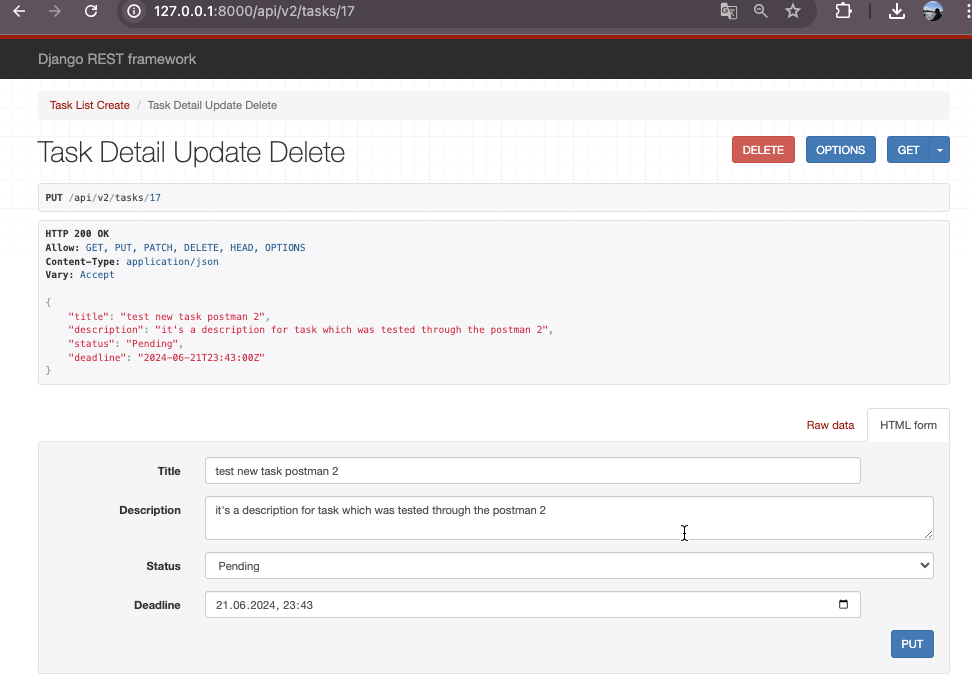 127.0.0.1:8000/api/v2/tasks/17
Django REST framework
Task List Create / Task Detail Update Delete
Task Detail Update Delete
DELETE OPTIONS GET
PUT /api/v2/tasks/17
HTTP 200 OK
Allow: GET, PUT, PATCH, DELETE, HEAD, OPTIONS
Content-Type: application/json
Vary: Accept
{
"title": "test new task postman 2",
"description": "it's a description for task which was tested through the postman 2",
"status": "Pending",
"deadline": "2024-06-21T23:43:00Z"
}
Raw data HTML form
Title test new task postman 2
Description it's a description for task which was tested through the postman 2
Status Pending
Deadline 21.06.2024, 23:43
PUT